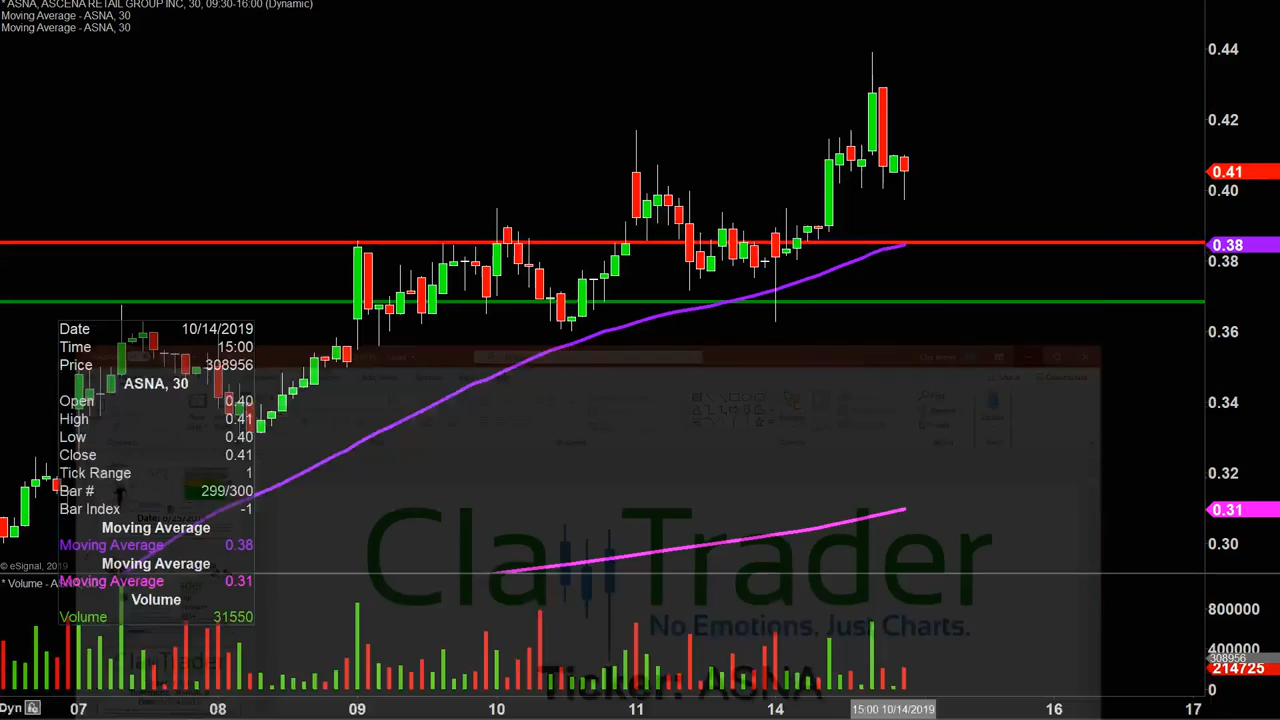 * ASNA, ASCENA RETAIL GROUP INC, 30, 09:30-16:00 (Dynamic)
Moving Average - ASNA, 30
Moving Average - ASNA, 30
0.44
0.42
0.41
0.40
0.38
0.38
0.36
0.34
0.32
0.31
0.30
Date 10/14/2019
Time 15:00
Price 308956
ASNA, 30
Open 0.40
High 0.41
Low 0.40
Close 0.41
Tick Range 1
Bar # 299/300
Bar Index -1
Moving Average
Moving Average 0.38
Moving Average
Moving Average 0.31
Volume
Volume 31550
© eSignal, 2019
* Volume - ASNA
ClayTrader
No Emotions. Just Charts.
Ticker: ASNA
800000
400000
308956
214725
0
Dyn 07 08 09 10 11 14 15:00 10/14/2019 16 17